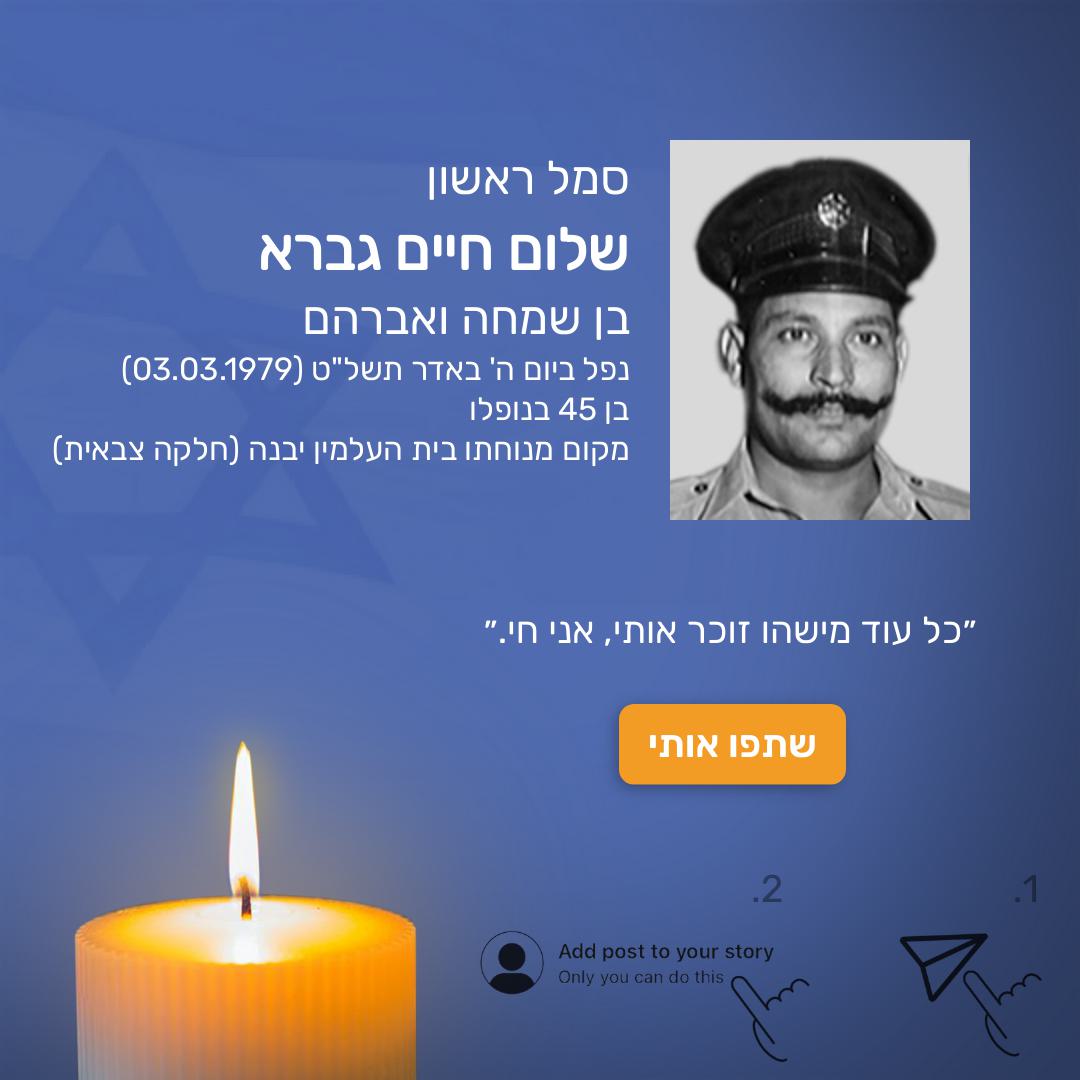 סמל ראשון
שלום חיים גברא
בן שמחה ואברהם
נפל ביום ה' באדר תשל"ט (03.03.1979)
בן 45 בנופלו
מקום מנוחתו בית העלמין יבנה (חלקה צבאית)
״כל עוד מישהו זוכר אותי, אני חי.״
שתפו אותי
.1
.2
Add post to your story
Only you can do this